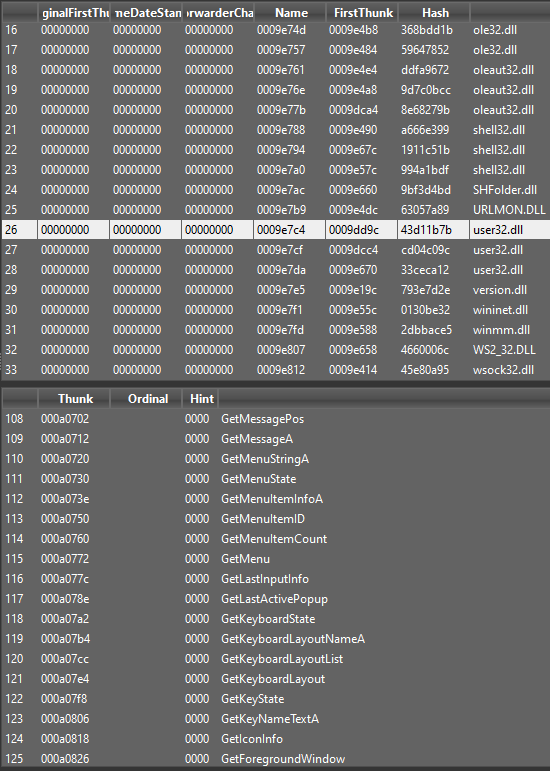 ginalFirstThu meDateStam orwarderCha Name FirstThunk Hash
16 00000000 00000000 00000000 0009e74d 0009e4b8 368bdd1b ole32.dll
17 00000000 00000000 00000000 0009e757 0009e484 59647852 ole32.dll
18 00000000 00000000 00000000 0009e761 0009e4e4 ddfa9672 oleaut32.dll
19 00000000 00000000 00000000 0009e76e 0009e4a8 9d7c0bcc oleaut32.dll
20 00000000 00000000 00000000 0009e77b 0009dca4 8e68279b oleaut32.dll
21 00000000 00000000 00000000 0009e788 0009e490 a666e399 shell32.dll
22 00000000 00000000 00000000 0009e794 0009e67c 1911c51b shell32.dll
23 00000000 00000000 00000000 0009e7a0 0009e57c 994a1bdf shell32.dll
24 00000000 00000000 00000000 0009e7ac 0009e660 9bf3d4bd SHFolder.dll
25 00000000 00000000 00000000 0009e7b9 0009e4dc 63057a89 URLMON.DLL
26 00000000 00000000 00000000 0009e7c4 0009dd9c 43d11b7b user32.dll
27 00000000 00000000 00000000 0009e7cf 0009dcc4 cd04c09c user32.dll
28 00000000 00000000 00000000 0009e7da 0009e670 33ceca12 user32.dll
29 00000000 00000000 00000000 0009e7e5 0009e19c 793e7d2e version.dll
30 00000000 00000000 00000000 0009e7f1 0009e55c 0130be32 wininet.dll
31 00000000 00000000 00000000 0009e7fd 0009e588 2dbbace5 winmm.dll
32 00000000 00000000 00000000 0009e807 0009e658 4660006c WS2_32.DLL
33 00000000 00000000 00000000 0009e812 0009e414 45e80a95 wsock32.dll
Thunk Ordinal Hint
108 000a0702 0000 GetMessagePos
109 000a0712 0000 GetMessageA
110 000a0720 0000 GetMenuStringA
111 000a0730 0000 GetMenuState
112 000a073e 0000 GetMenuItemInfoA
113 000a0750 0000 GetMenuItemID
114 000a0760 0000 GetMenuItemCount
115 000a0772 0000 GetMenu
116 000a077c 0000 GetLastInputInfo
117 000a078e 0000 GetLastActivePopup
118 000a07a2 0000 GetKeyboardState
119 000a07b4 0000 GetKeyboardLayoutNameA
120 000a07cc 0000 GetKeyboardLayoutList
121 000a07e4 0000 GetKeyboardLayout
122 000a07f8 0000 GetKeyState
123 000a0806 0000 GetKeyNameTextA
124 000a0818 0000 GetIconInfo
125 000a0826 0000 GetForegroundWindow